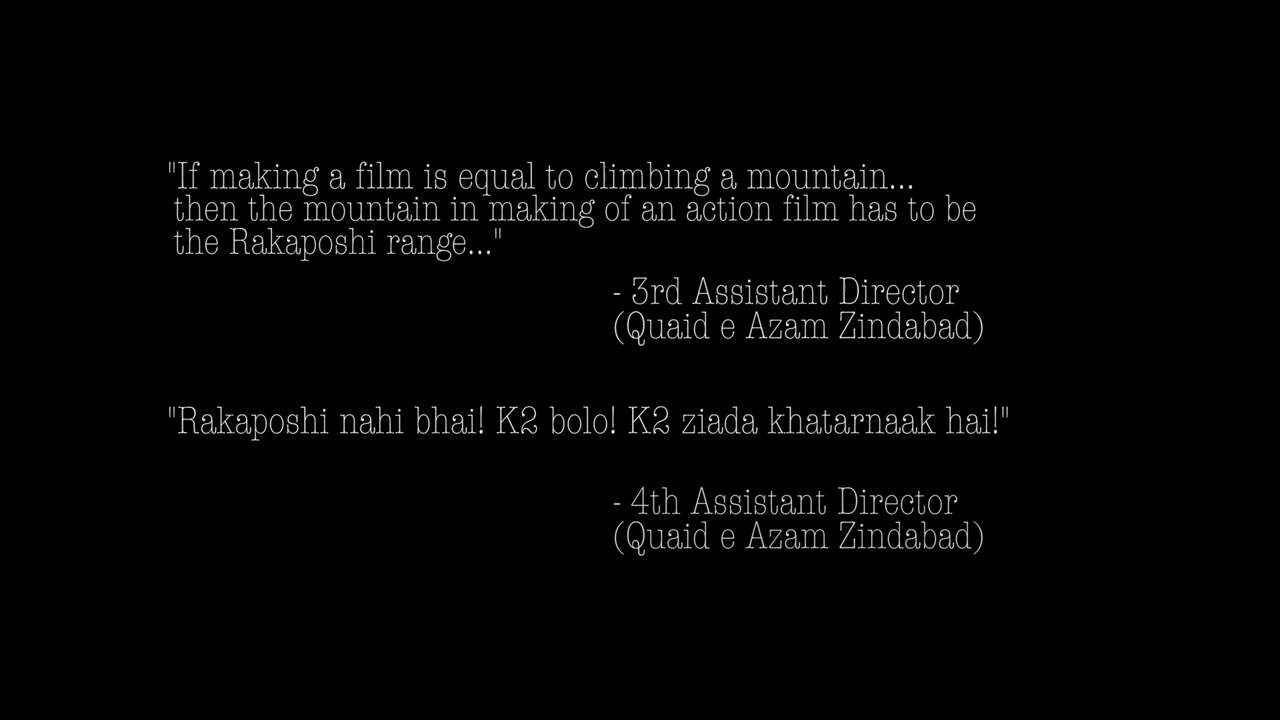 "If making a film is equal to climbing a mountain...
then the mountain in making of an action film has to be
the Rakaposhi range..."
- 3rd Assistant Director
(Quaid e Azam Zindabad)
"Rakaposhi nahi bhai! K2 bolo! K2 ziada khatarnaak hai!"
- 4th Assistant Director
(Quaid e Azam Zindabad)